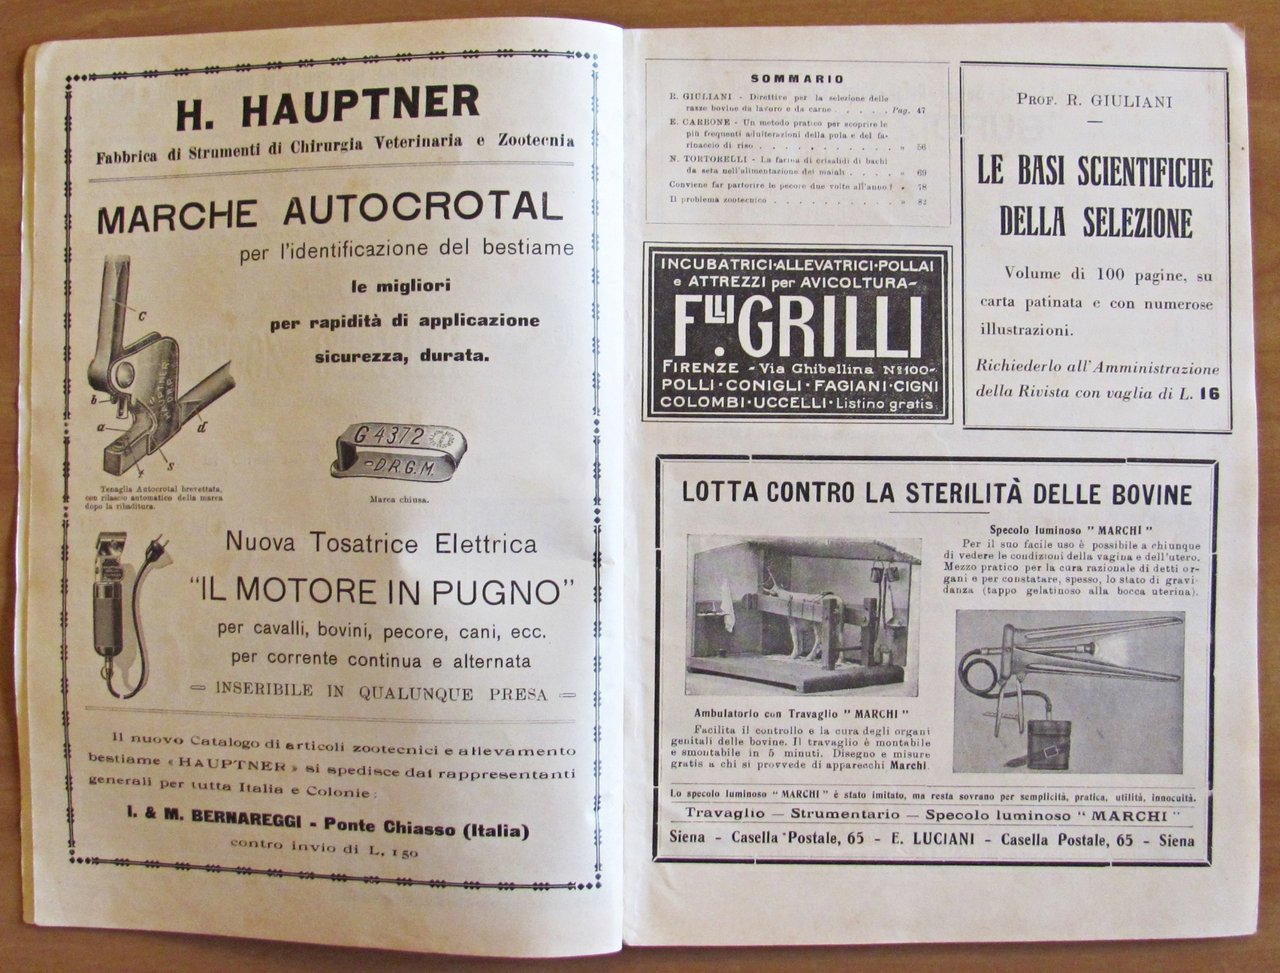 H. HAUPTNER
Fabbrica di Strumenti di Chirurgia Veterinaria e Zootecnia
MARCHE AUTOCROTAL
per l'identificazione del bestiame
le migliori
per rapidità di applicazione
sicurezza, durata.
c
b
a
d
s
HAUPTNER
D.R.P.
Tenaglia Autocrotal brevettata,
con rilascio automatico della marca
dopo la ribaditura.
G 4372
-D.R.G.M.
Marca chiusa.
Nuova Tosatrice Elettrica
"IL MOTORE IN PUGNO"
per cavalli, bovini, pecore, cani, ecc.
per corrente continua e alternata
= INSERIBILE IN QUALUNQUE PRESA =
Il nuovo Catalogo di articoli zootecnici e allevamento
bestiame « HAUPTNER » si spedisce dai rappresentanti
generali per tutta Italia e Colonie:
I. & M. BERNAREGGI - Ponte Chiasso (Italia)
contro invio di L. 1 50
SOMMARIO
R. GIULIANI - Direttive per la selezione delle
razze bovine da lavoro e da carne . . . . . Pag. 47
E. CARBONE - Un metodo pratico per scoprire le
più frequenti adulterazioni della pula e del fa-
rinaccio di riso . . . . . . . . . . . . . » 56
N. TORTORELLI - La farina di crisalidi di bachi
da seta nell'alimentazione dei maiali . . . . » 69
Conviene far partorire le pecore due volte all'anno? » 78
Il problema zootecnico . . . . . . . . . . . » 82
INCUBATRICI·ALLEVATRICI·POLLAI
e ATTREZZI per AVICOLTURA-
FLLI GRILLI
FIRENZE - Via Ghibellina N°100-
POLLI·CONIGLI·FAGIANI·CIGNI
COLOMBI·UCCELLI·Listino gratis
PROF. R. GIULIANI
LE BASI SCIENTIFICHE
DELLA SELEZIONE
Volume di 100 pagine, su
carta patinata e con numerose
illustrazioni.
Richiederlo all'Amministrazione
della Rivista con vaglia di L. 16
LOTTA CONTRO LA STERILITÀ DELLE BOVINE
Specolo luminoso "MARCHI"
Per il suo facile uso è possibile a chiunque
di vedere le condizioni della vagina e dell'utero.
Mezzo pratico per la cura razionale di detti or-
gani e per constatare, spesso, lo stato di gravi-
danza (tappo gelatinoso alla bocca uterina).
Ambulatorio con Travaglio "MARCHI"
Facilita il controllo e la cura degli organi
genitali delle bovine. Il travaglio è montabile
e smontabile in 5 minuti. Disegno e misure
gratis a chi si provvede di apparecchi Marchi.
Lo specolo luminoso "MARCHI" è stato imitato, ma resta sovrano per semplicità, pratica, utilità, innocuità.
Travaglio — Strumentario — Specolo luminoso "MARCHI"
Siena - Casella Postale, 65 - E. LUCIANI - Casella Postale, 65 - Siena